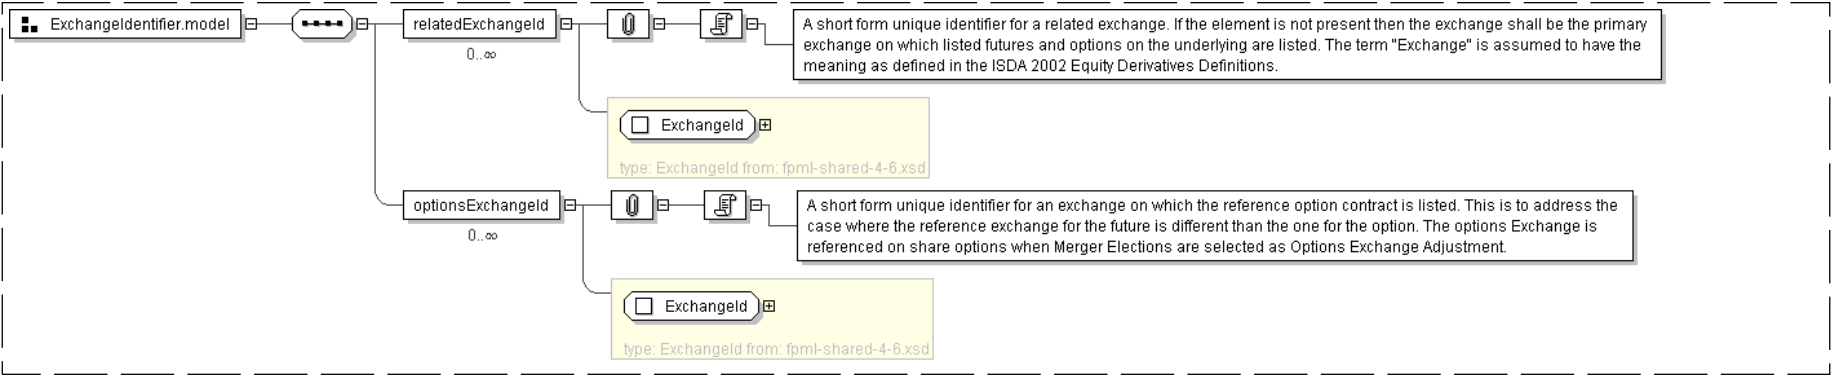 ExchangeIdentifier.model
relatedExchangeId
0..∞
A short form unique identifier for a related exchange. If the element is not present then the exchange shall be the primary
exchange on which listed futures and options on the underlying are listed. The term "Exchange" is assumed to have the
meaning as defined in the ISDA 2002 Equity Derivatives Definitions.
ExchangeId
type: ExchangeId from: fpml-shared-4-6.xsd
optionsExchangeId
0..∞
A short form unique identifier for an exchange on which the reference option contract is listed. This is to address the
case where the reference exchange for the future is different than the one for the option. The options Exchange is
referenced on share options when Merger Elections are selected as Options Exchange Adjustment.
ExchangeId
type: ExchangeId from: fpml-shared-4-6.xsd